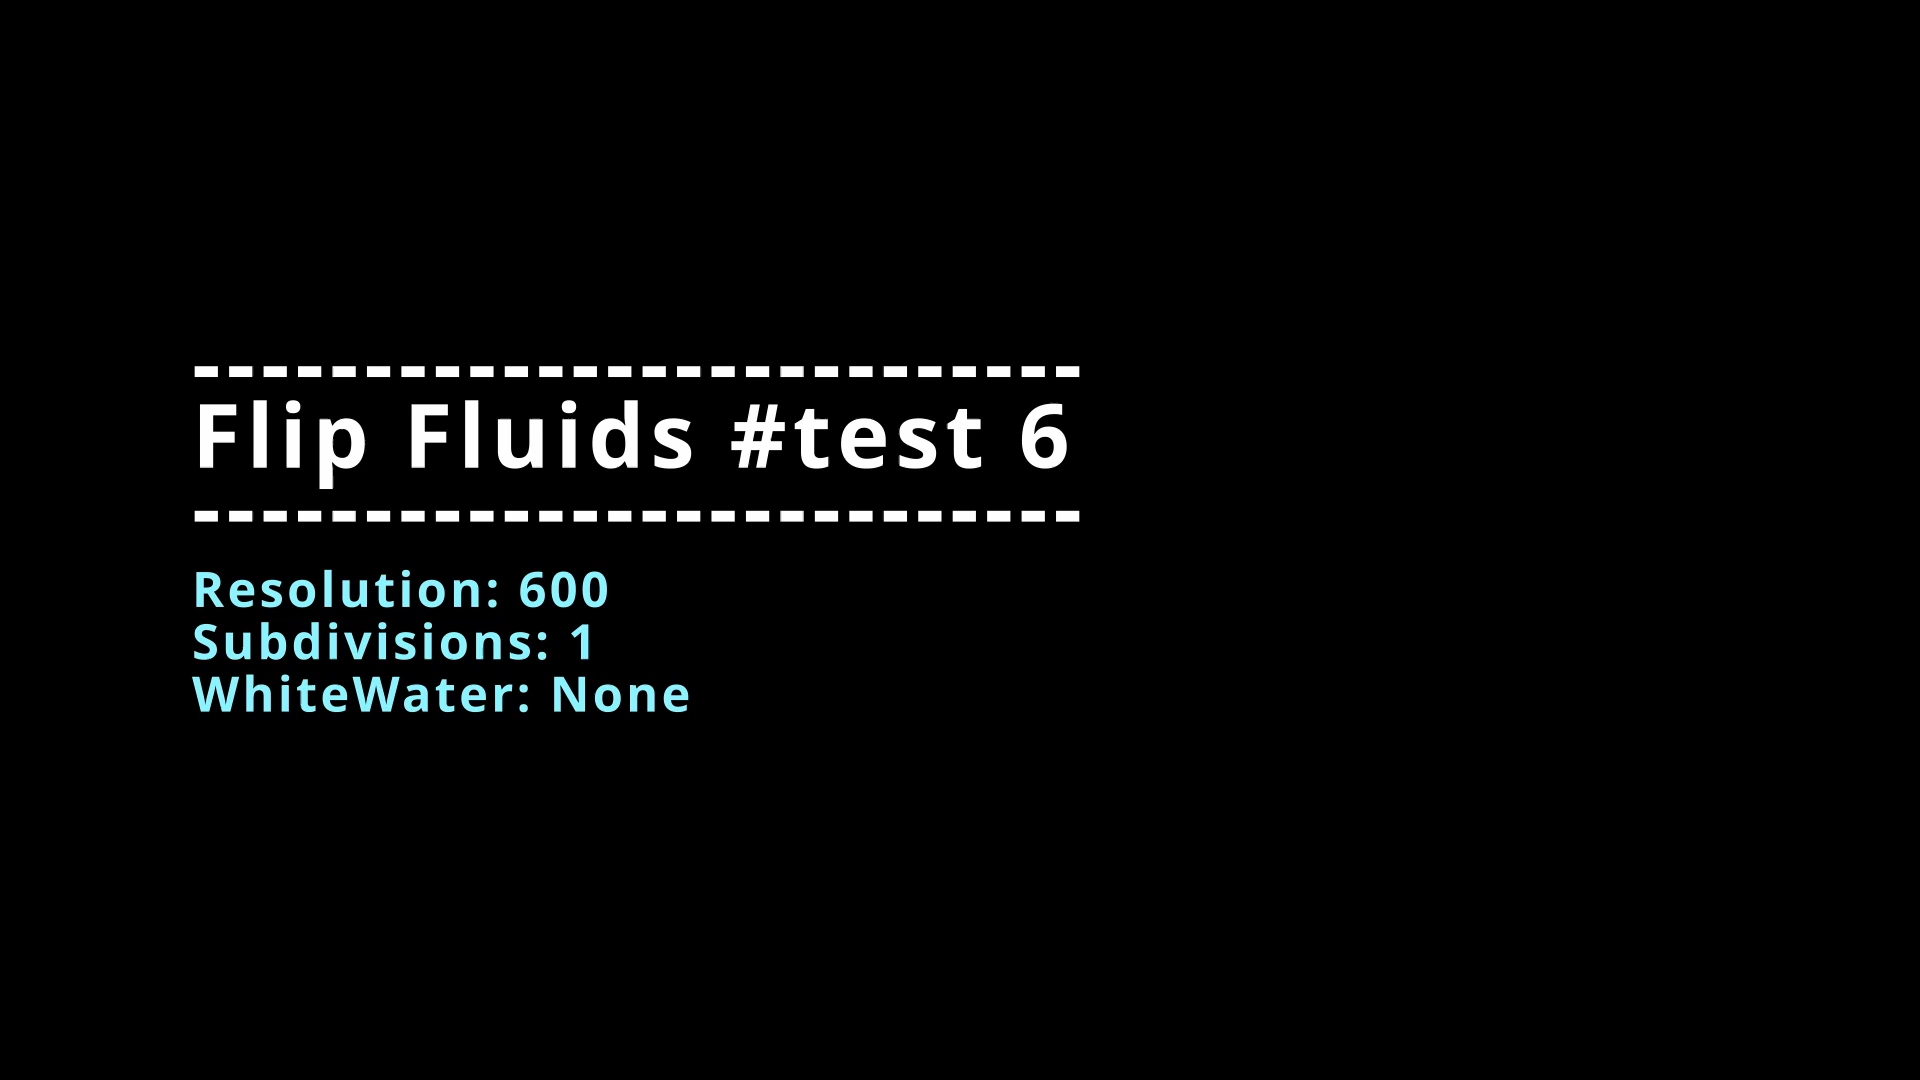 --------------------------
Flip Fluids #test 6
--------------------------
Resolution: 600
Subdivisions: 1
WhiteWater: None